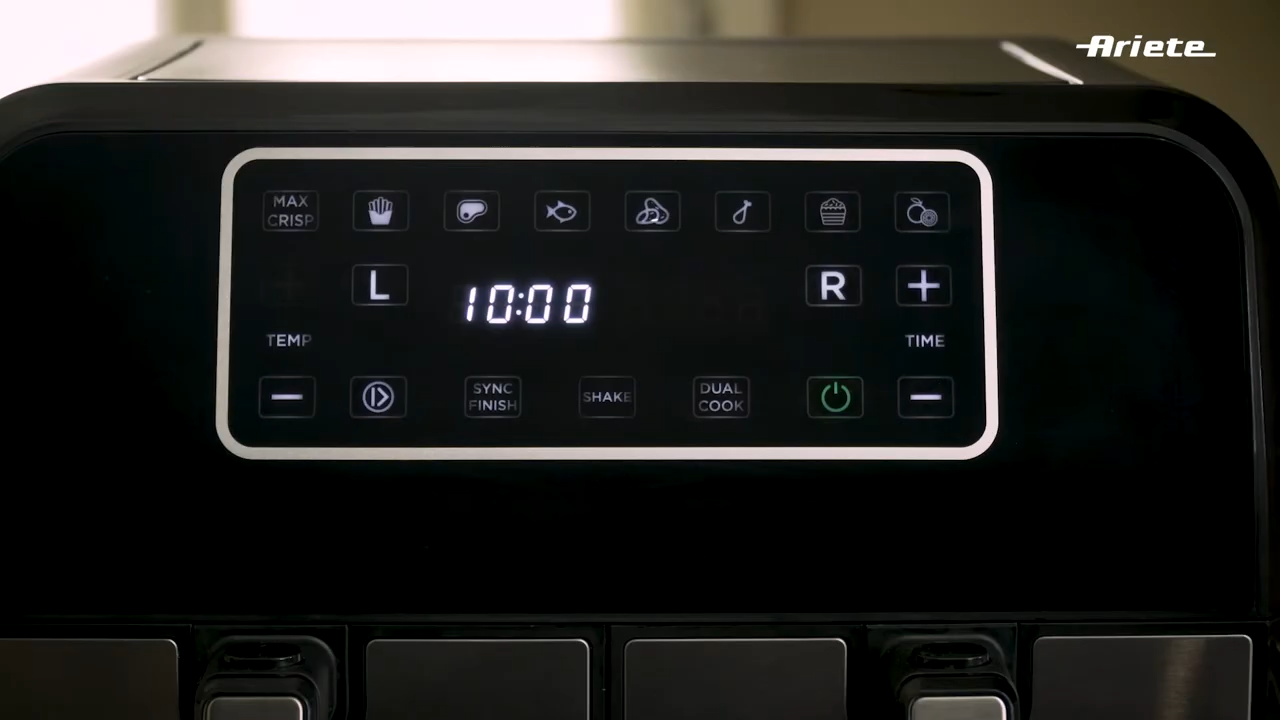 Ariete
MAX
CRISP
L
10:00
R
TEMP
TIME
SYNC
FINISH
SHAKE
DUAL
COOK